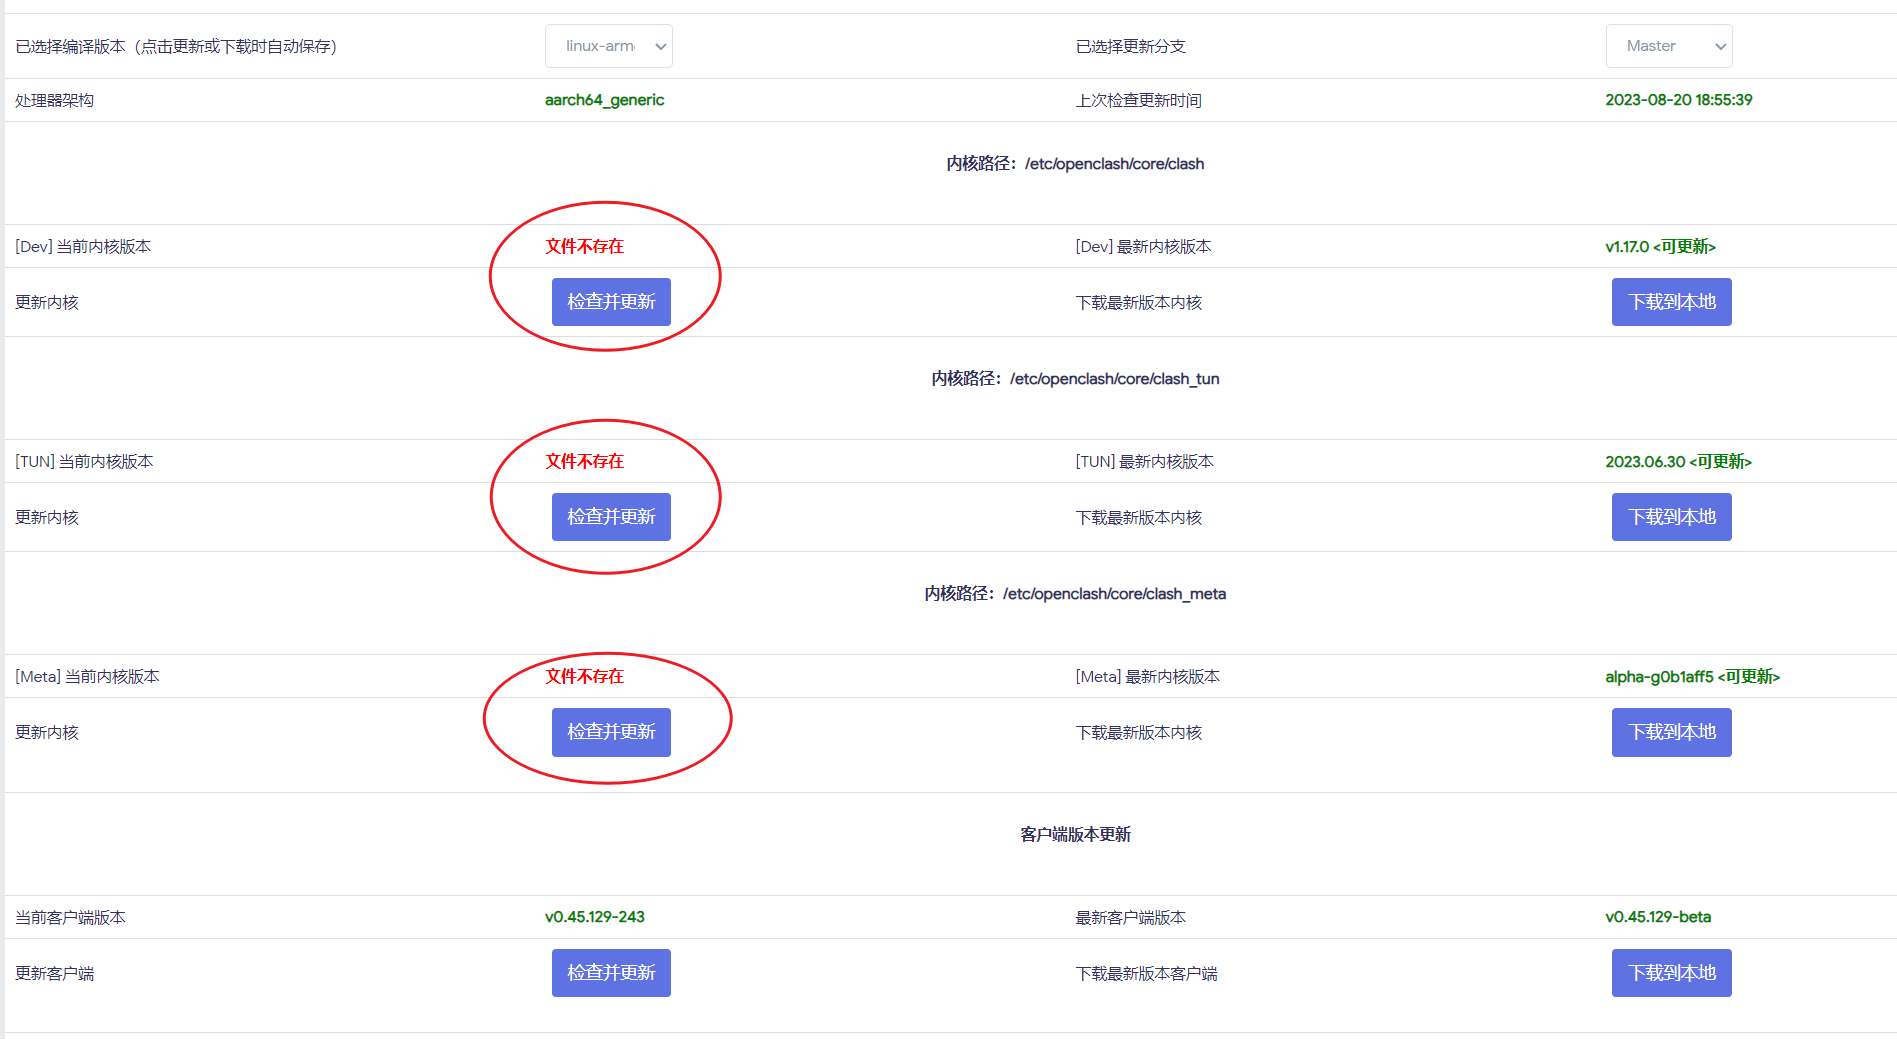 已选择编译版本（点击更新或下载时自动保存） linux-arm 已选择更新分支 Master
处理器架构 aarch64_generic 上次检查更新时间 2023-08-20 18:55:39
内核路径：/etc/openclash/core/clash
[Dev] 当前内核版本 文件不存在 [Dev] 最新内核版本 v1.17.0 <可更新>
更新内核 检查并更新 下载最新版本内核 下载到本地
内核路径：/etc/openclash/core/clash_tun
[TUN] 当前内核版本 文件不存在 [TUN] 最新内核版本 2023.06.30 <可更新>
更新内核 检查并更新 下载最新版本内核 下载到本地
内核路径：/etc/openclash/core/clash_meta
[Meta] 当前内核版本 文件不存在 [Meta] 最新内核版本 alpha-g0b1aff5 <可更新>
更新内核 检查并更新 下载最新版本内核 下载到本地
客户端版本更新
当前客户端版本 v0.45.129-243 最新客户端版本 v0.45.129-beta
更新客户端 检查并更新 下载最新版本客户端 下载到本地